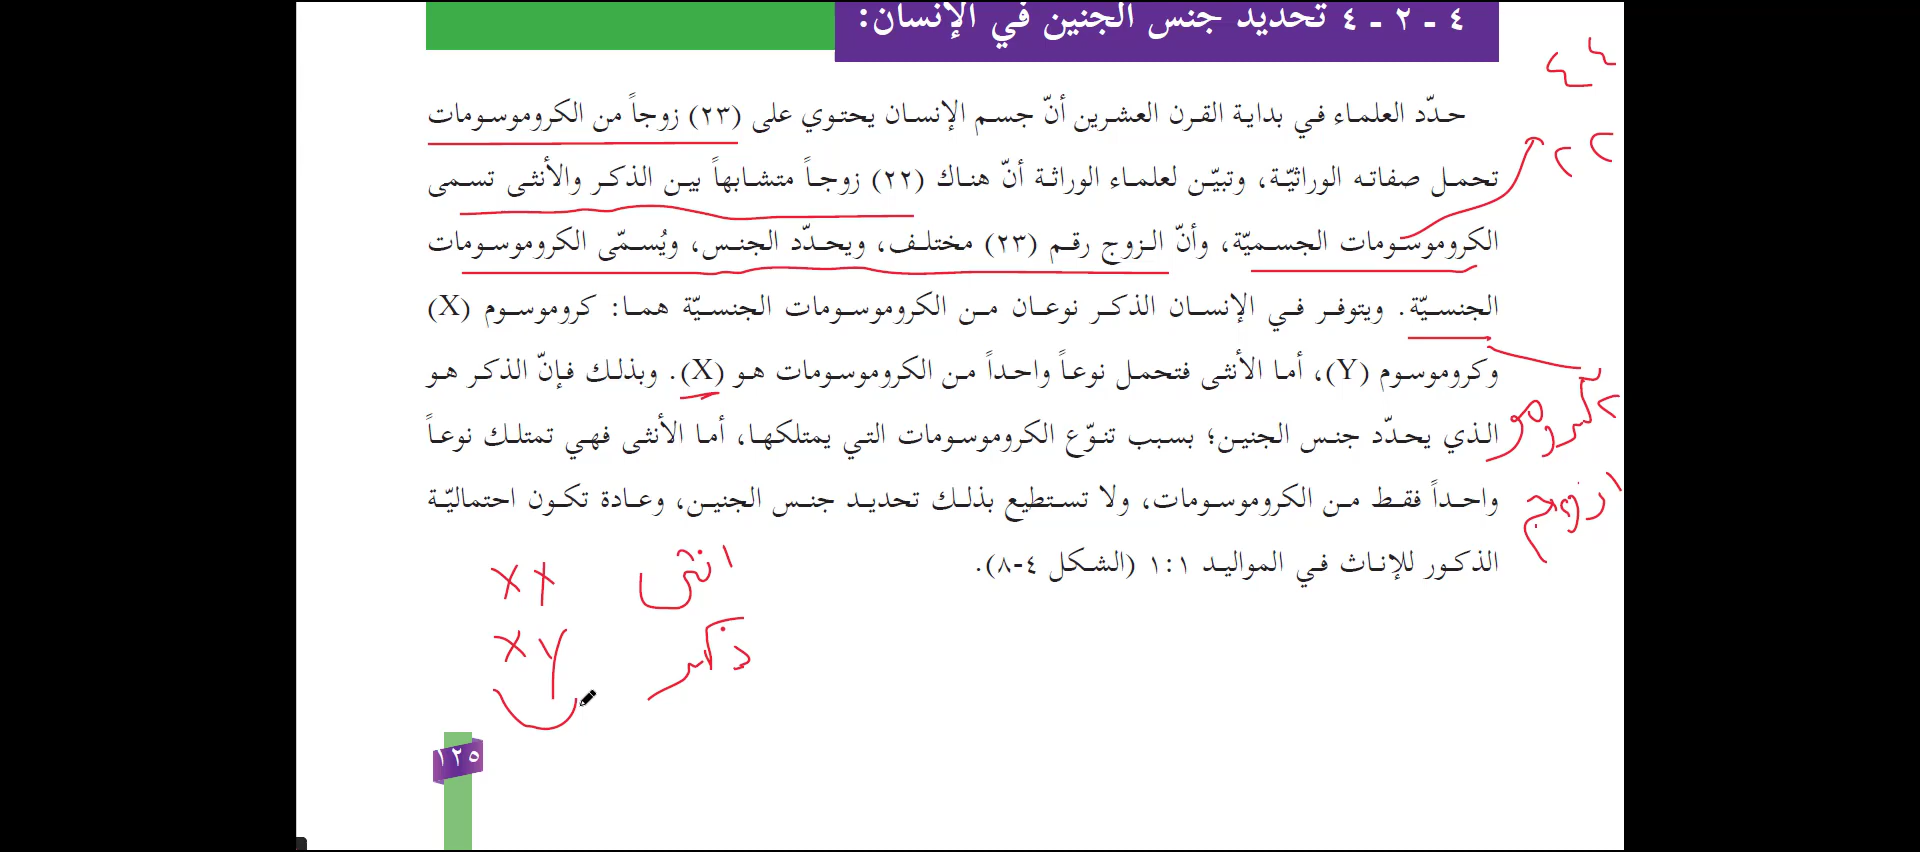 ٤ - ٢ - ٤ تحديد جنس الجنين في الإنسان:
حدّد العلماء في بداية القرن العشرين أنّ جسم الإنسان يحتوي على (٢٣) زوجاً من الكروموسومات
تحمل صفاته الوراثيّة، وتبيّن لعلماء الوراثة أنّ هناك (٢٢) زوجاً متشابهاً بين الذكر والأنثى تسمى
الكروموسومات الجسميّة، وأنّ الزوج رقم (٢٣) مختلف، ويحدّد الجنس، ويُسمّى الكروموسومات
الجنسيّة. ويتوفر في الإنسان الذكر نوعان من الكروموسومات الجنسيّة هما: كروموسوم (X)
وكروموسوم (Y)، أما الأنثى فتحمل نوعاً واحداً من الكروموسومات هو (X). وبذلك فإنّ الذكر هو
الذي يحدّد جنس الجنين؛ بسبب تنوّع الكروموسومات التي يمتلكها، أما الأنثى فهي تمتلك نوعاً
واحداً فقط من الكروموسومات، ولا تستطيع بذلك تحديد جنس الجنين، وعادة تكون احتماليّة
الذكور للإناث في المواليد ١:١ (الشكل ٤-٨).
٤٤
٢٢
٢ كرومو
١ زوج
انثى XX
ذكر XY
١٢٥